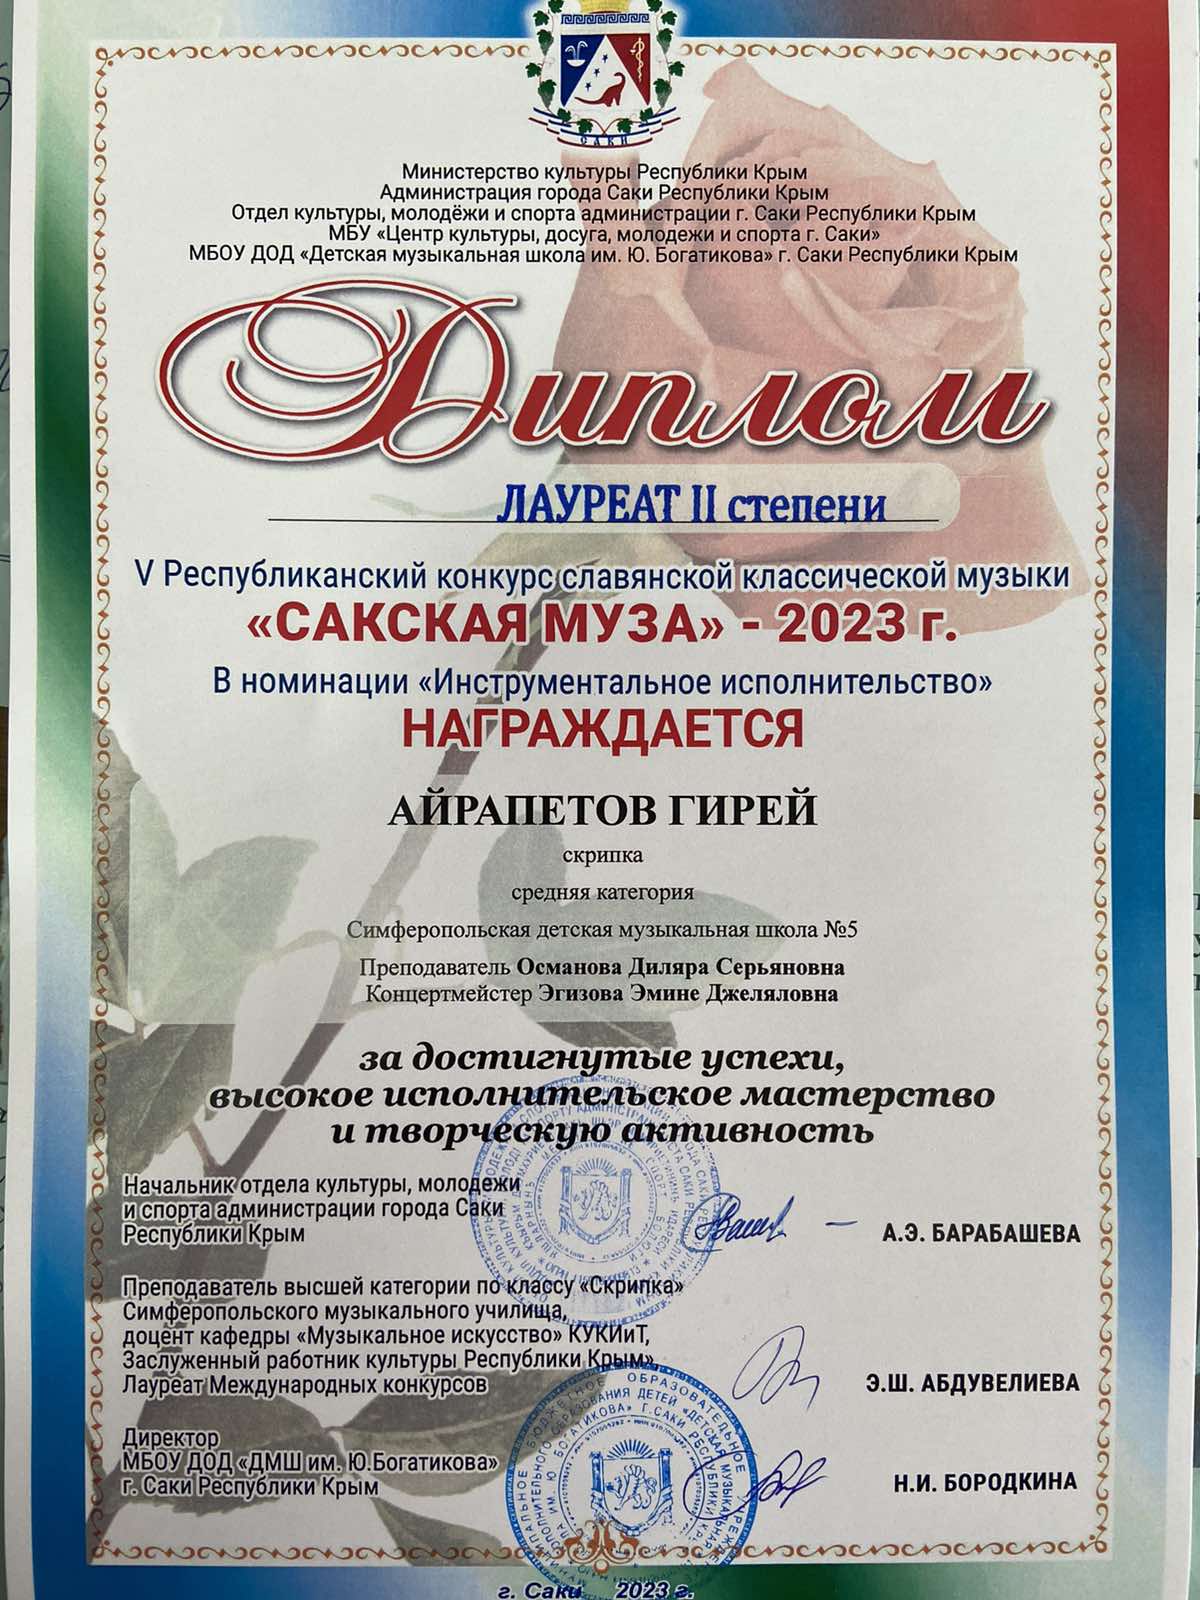 САКИ
Министерство культуры Республики Крым
Администрация города Саки Республики Крым
Отдел культуры, молодёжи и спорта администрации г. Саки Республики Крым
МБУ «Центр культуры, досуга, молодежи и спорта г. Саки»
МБОУ ДОД «Детская музыкальная школа им. Ю. Богатикова» г. Саки Республики Крым
Диплом
ЛАУРЕАТ II степени
V Республиканский конкурс славянской классической музыки
«САКСКАЯ МУЗА» - 2023 г.
В номинации «Инструментальное исполнительство»
НАГРАЖДАЕТСЯ
АЙРАПЕТОВ ГИРЕЙ
скрипка
средняя категория
Симферопольская детская музыкальная школа №5
Преподаватель Османова Диляра Серьяновна
Концертмейстер Эгизова Эмине Джеляловна
за достигнутые успехи,
высокое исполнительское мастерство
и творческую активность
Начальник отдела культуры, молодежи
и спорта администрации города Саки
Республики Крым
А.Э. БАРАБАШЕВА
Преподаватель высшей категории по классу «Скрипка»
Симферопольского музыкального училища,
доцент кафедры «Музыкальное искусство» КУКИиТ,
Заслуженный работник культуры Республики Крым»
Лауреат Международных конкурсов
Э.Ш. АБДУВЕЛИЕВА
Директор
МБОУ ДОД «ДМШ им. Ю.Богатикова»
г. Саки Республики Крым
Н.И. БОРОДКИНА
г. Саки 2023 г.